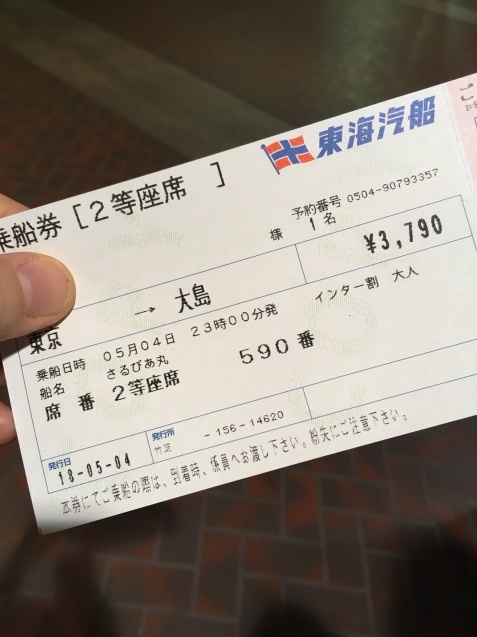 東海汽船
乗船券 [2等座席 ]
予約番号 0504-90793357
様 1名
¥3,790
東京 → 大島
インター割 大人
乗船日時 05月04日 23時00分発
船名 さるびあ丸
席 番 2等座席 590番
発行日 18-05-04
発行所 竹芝 -156-14620
本券にてご乗船の際は、到着時、係員へお渡し下さい。紛失にご注意下さい。